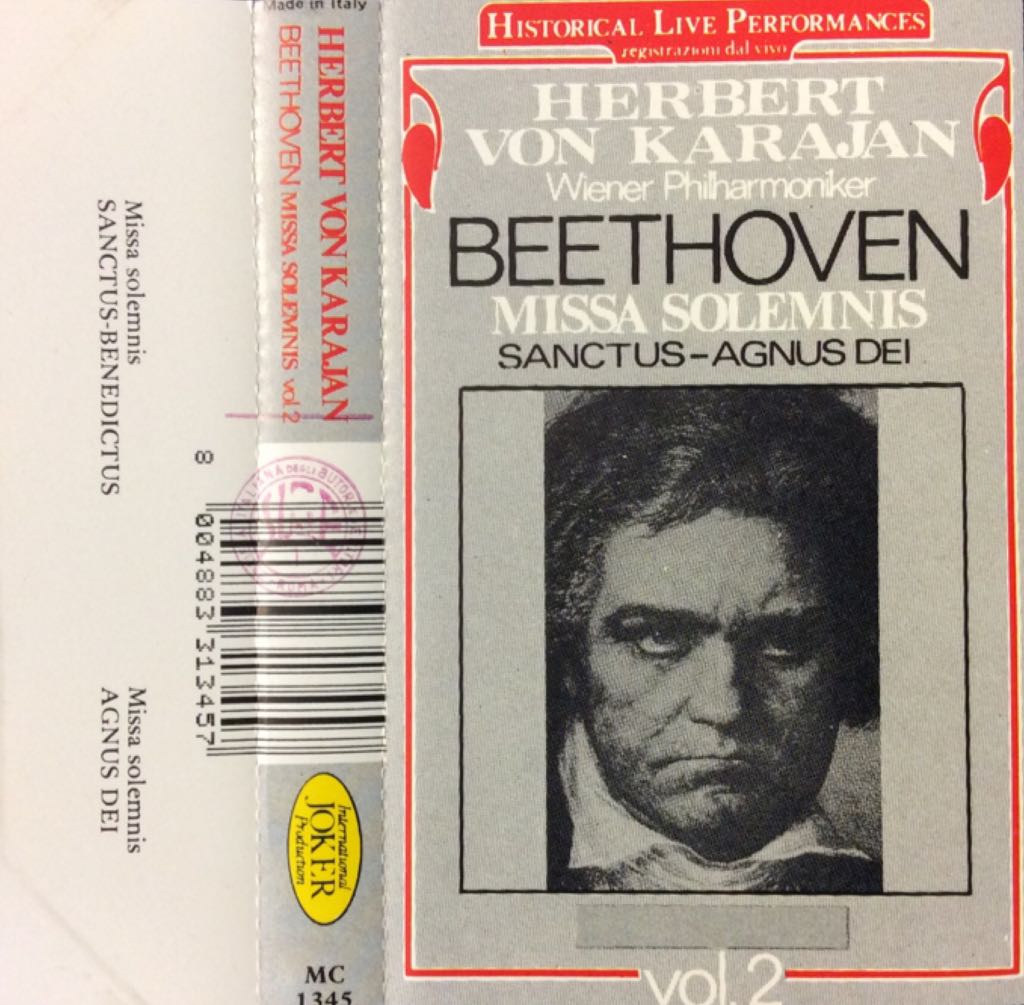 Missa solemnis
SANCTUS-BENEDICTUS
Missa solemnis
AGNUS DEI
8 004883 313457
Made in Italy
HERBERT VON KARAJAN
BEETHOVEN MISSA SOLEMNIS vol.2
International
JOKER
Production
MC
1345
HISTORICAL LIVE PERFORMANCES
registrazioni dal vivo
HERBERT
VON KARAJAN
Wiener Philharmoniker
BEETHOVEN
MISSA SOLEMNIS
SANCTUS-AGNUS DEI
vol.2